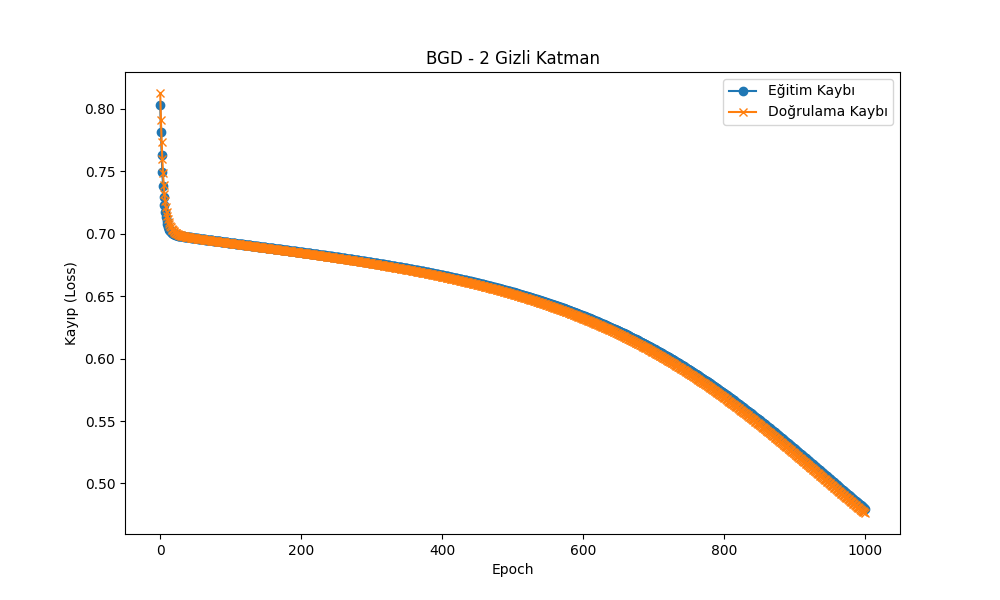 BGD - 2 Gizli Katman
Eğitim Kaybı
Doğrulama Kaybı
Kayıp (Loss)
0.80
0.75
0.70
0.65
0.60
0.55
0.50
0
200
400
600
800
1000
Epoch